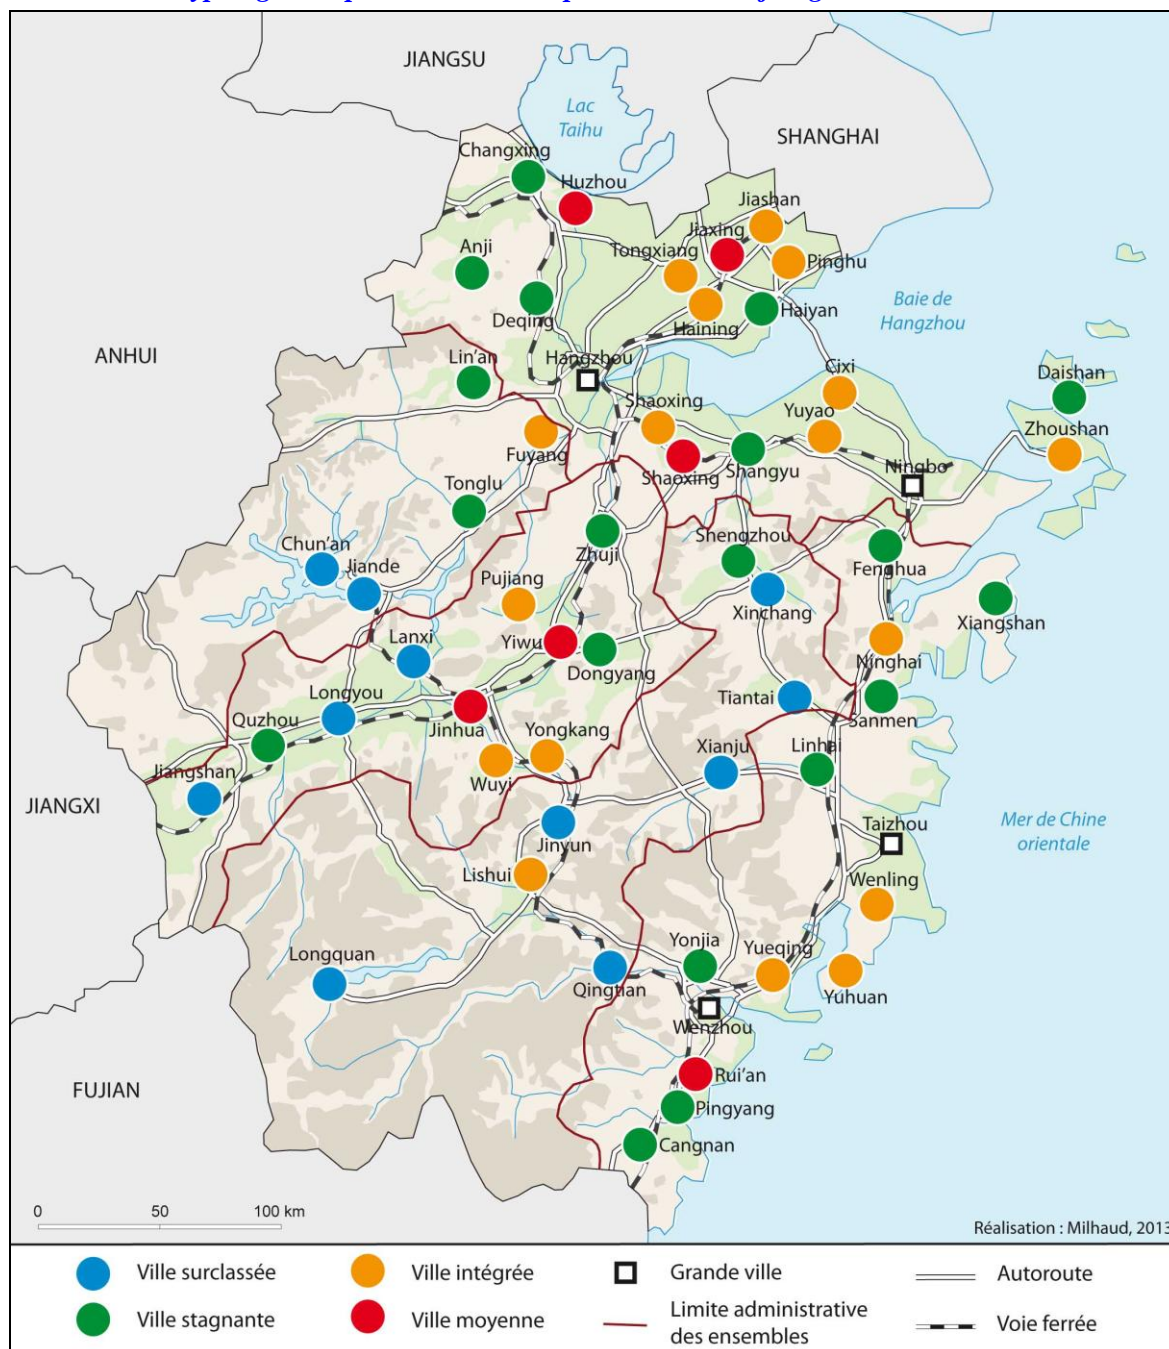 JIANGSU
Lac
Taihu
SHANGHAI
Changxing
Huzhou
Jiashan
Jiaxing
Anji
Tongxiang
Pinghu
Deqing
Haining
Haiyan
Baie de
Hangzhou
ANHUI
Lin'an
Hangzhou
Cixi
Daishan
Shaoxing
Yuyao
Zhoushan
Fuyang
Shaoxing
Shangyu
Ningbo
Tonglu
Zhuji
Shengzhou
Fenghua
Chun'an
Jiande
Pujiang
Xinchang
Xiangshan
Lanxi
Yiwu
Dongyang
Ninghai
Longyou
Tiantai
Sanmen
Quzhou
Jinhua
Yongkang
Xianju
Linhai
Jiangshan
Wuyi
JIANGXI
Jinyun
Taizhou
Mer de Chine
orientale
Lishui
Wenling
Longquan
Qingtian
Yonjia
Yueqing
Yuhuan
Wenzhou
FUJIAN
Rui'an
Pingyang
Cangnan
0 50 100 km
Réalisation : Milhaud, 2013
Ville surclassée
Ville intégrée
Grande ville
Autoroute
Ville stagnante
Ville moyenne
Limite administrative
des ensembles
Voie ferrée